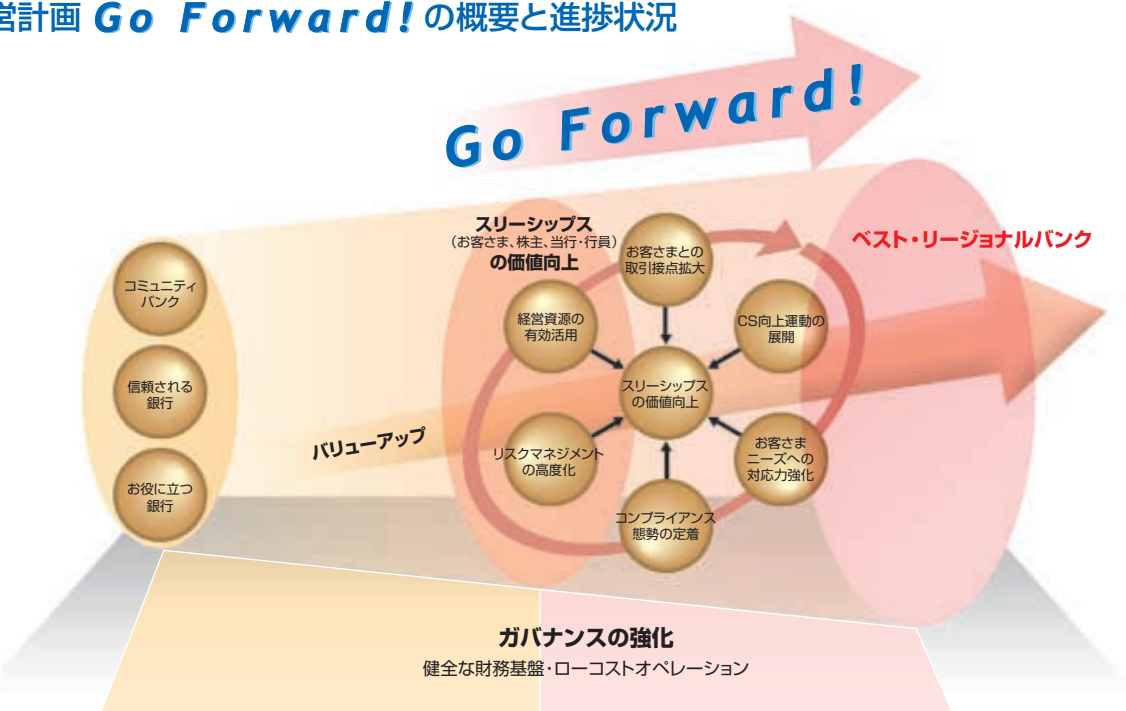 営計画 Go Forward!の概要と進捗状況
Go Forward!
スリーシップス
（お客さま、株主、当行・行員）
の価値向上
ベスト・リージョナルバンク
コミュニティ
バンク
信頼される
銀行
お役に立つ
銀行
バリューアップ
お客さまとの
取引接点拡大
経営資源の
有効活用
CS向上運動の
展開
スリーシップス
の価値向上
リスクマネジメント
の高度化
お客さま
ニーズへの
対応力強化
コンプライアンス
態勢の定着
ガバナンスの強化
健全な財務基盤・ローコストオペレーション